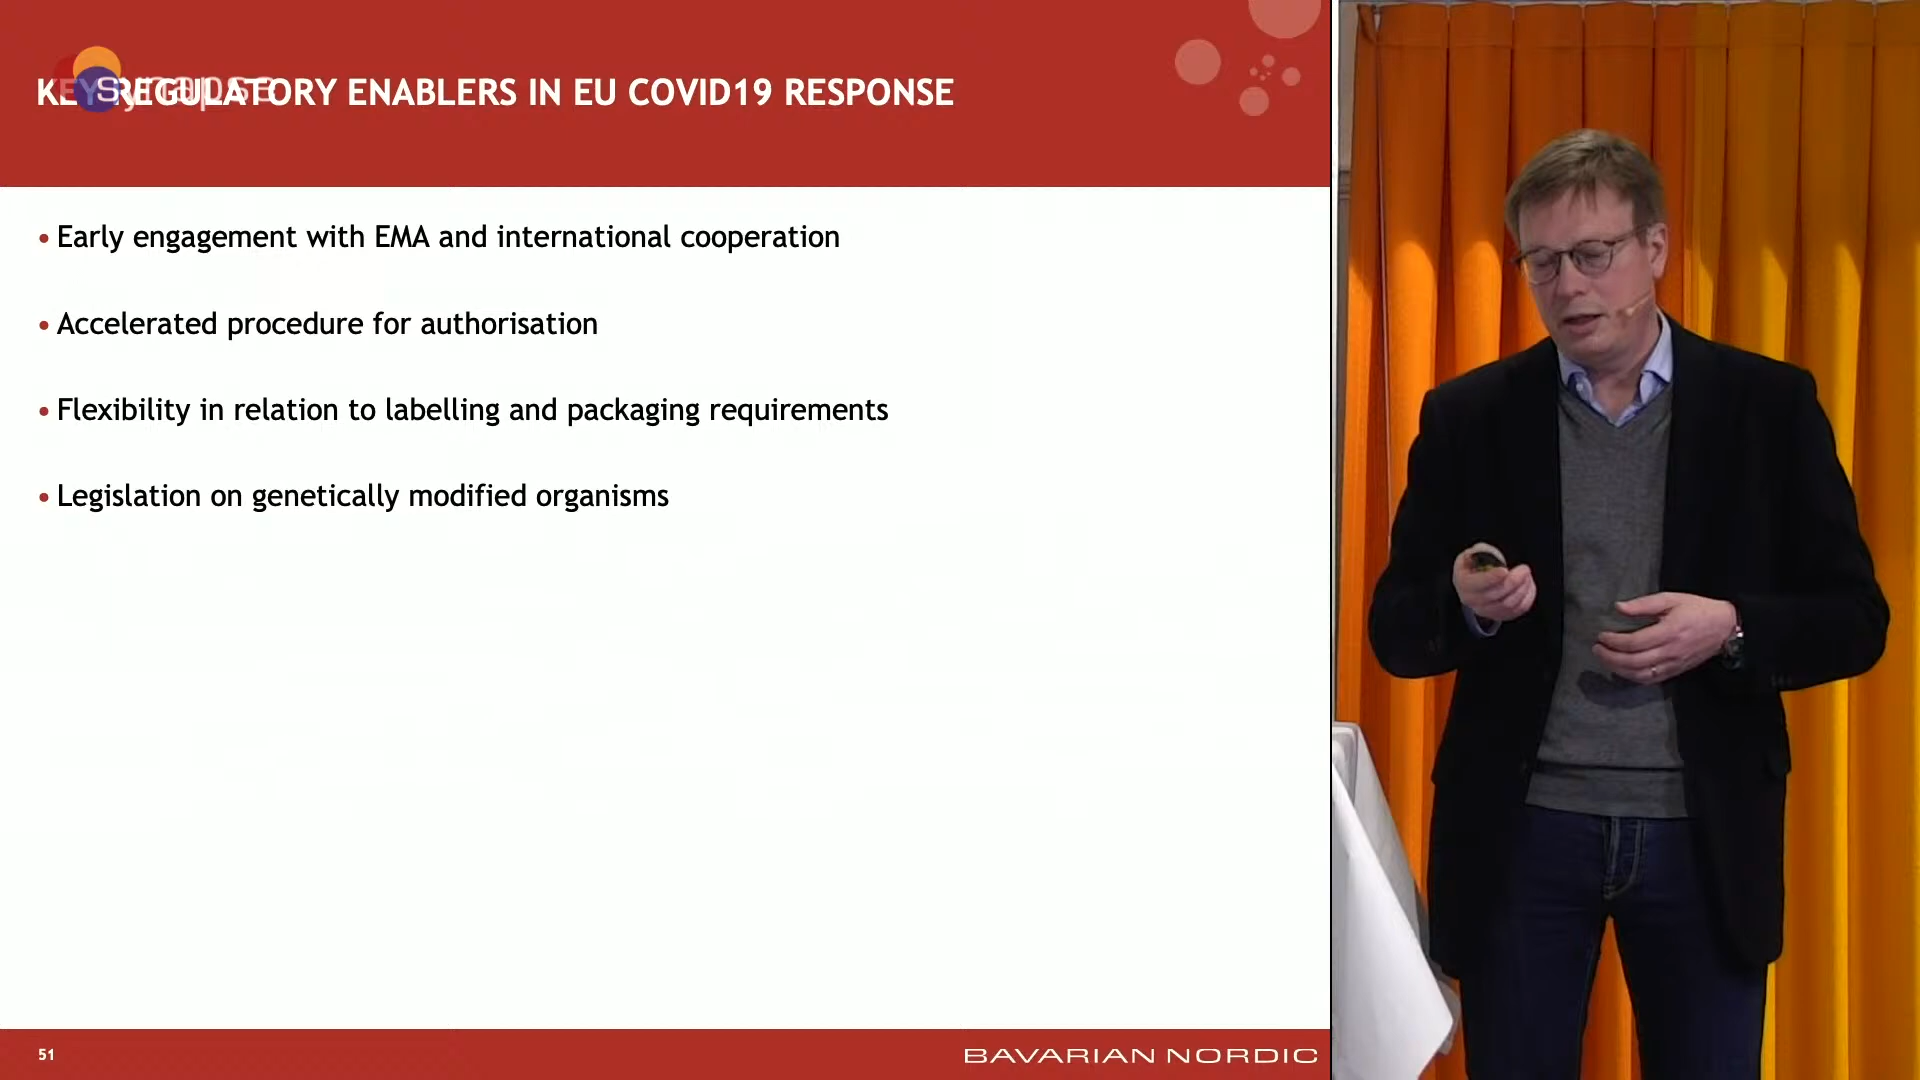 KEY REGULATORY ENABLERS IN EU COVID19 RESPONSE
synapse
• Early engagement with EMA and international cooperation
• Accelerated procedure for authorisation
• Flexibility in relation to labelling and packaging requirements
• Legislation on genetically modified organisms
51
BAVARIAN NORDIC